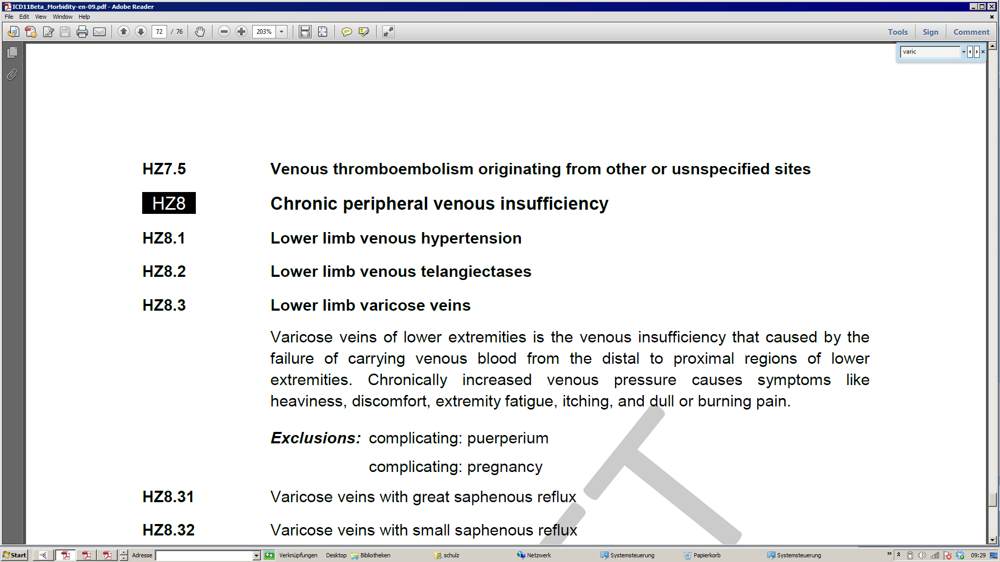 ICD11Beta_Morbidity-en-09.pdf - Adobe Reader
File Edit View Window Help
72 / 76 203% Tools Sign Comment
varic
HZ7.5 Venous thromboembolism originating from other or usnspecified sites
HZ8 Chronic peripheral venous insufficiency
HZ8.1 Lower limb venous hypertension
HZ8.2 Lower limb venous telangiectases
HZ8.3 Lower limb varicose veins
Varicose veins of lower extremities is the venous insufficiency that caused by the
failure of carrying venous blood from the distal to proximal regions of lower
extremities. Chronically increased venous pressure causes symptoms like
heaviness, discomfort, extremity fatigue, itching, and dull or burning pain.
Exclusions: complicating: puerperium
complicating: pregnancy
HZ8.31 Varicose veins with great saphenous reflux
HZ8.32 Varicose veins with small saphenous reflux
T
Start Adresse Verknüpfungen Desktop Bibliotheken schulz Netzwerk Systemsteuerung Papierkorb Systemsteuerung » 09:29